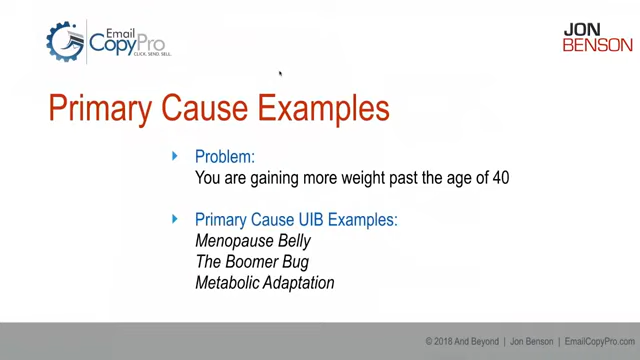 Email
CopyPro
CLICK. SEND. SELL.
JON
BENSON
Primary Cause Examples
Problem:
You are gaining more weight past the age of 40
Primary Cause UIB Examples:
Menopause Belly
The Boomer Bug
Metabolic Adaptation
© 2018 And Beyond | Jon Benson | EmailCopyPro.com